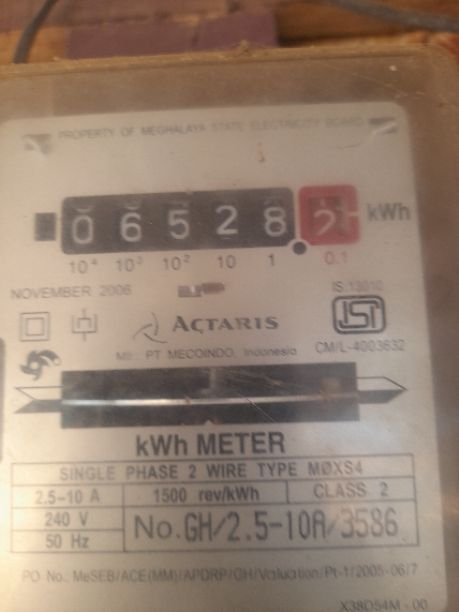 PROPERTY OF MEGHALAYA STATE ELECTRICITY BOARD
0 6 5 2 8 2 kWh
10⁴ 10³ 10² 10 1 0.1
NOVEMBER 2006
IS:13010
ACTARIS
ISI
Mfr.: PT MECOINDO, Indonesia
CM/L-4003632
kWh METER
SINGLE PHASE 2 WIRE TYPE MØXS4
2.5-10 A 1500 rev/kWh CLASS 2
240 V
50 Hz
No.GH/2.5-10A/3586
PO No.: MeSEB/ACE(MM)/APDRP/GH/Valuation/Pt-1/2005-06/7
X38D54M - 00